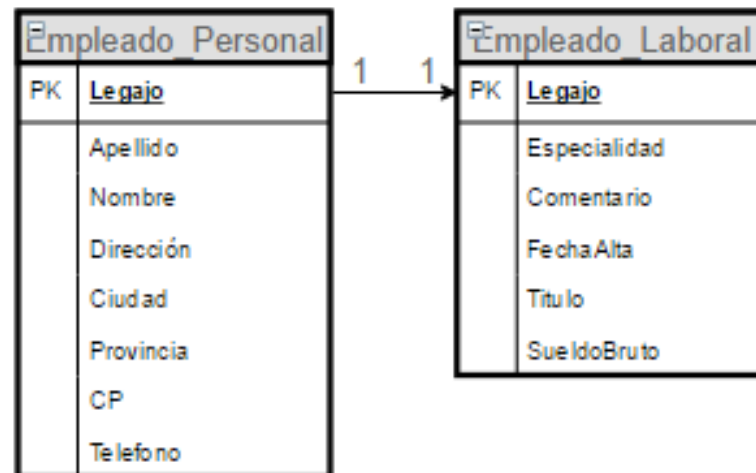 Empleado_Personal
PK Legajo
Apellido
Nombre
Dirección
Ciudad
Provincia
CP
Telefono
1 1
Empleado_Laboral
PK Legajo
Especialidad
Comentario
FechaAlta
Titulo
SueldoBruto